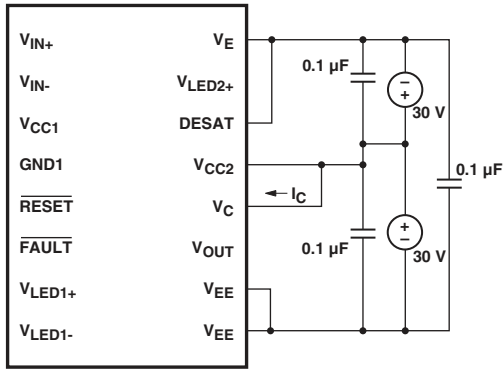 V_IN+ V_E
0.1 µF
V_IN- V_LED2+
30 V
V_CC1 DESAT
GND1 V_CC2
0.1 µF
I_C
RESET V_C
FAULT V_OUT
0.1 µF
30 V
V_LED1+ V_EE
V_LED1- V_EE